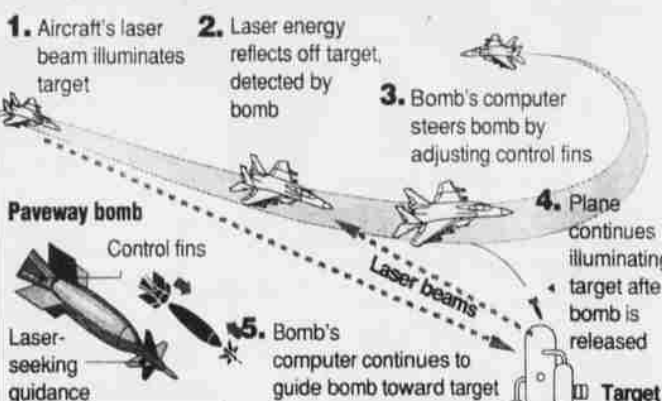 1. Aircraft's laser
beam illuminates
target
2. Laser energy
reflects off target,
detected by
bomb
3. Bomb's computer
steers bomb by
adjusting control fins
4. Plane
continues
illuminating
target after
bomb is
released
Laser beams
Paveway bomb
Control fins
Laser-
seeking
guidance
5. Bomb's
computer continues to
guide bomb toward target
Target